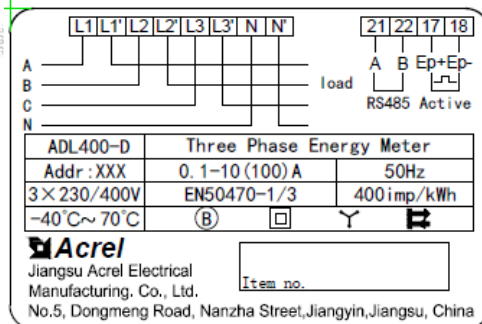 L1 L1' L2 L2' L3 L3' N N' 21 22 17 18
A A B Ep+ Ep-
B load
C RS485 Active
N
ADL400-D Three Phase Energy Meter
Addr:XXX 0.1-10(100)A 50Hz
3×230/400V EN50470-1/3 400imp/kWh
-40℃~70℃ B
Acrel
Jiangsu Acrel Electrical
Manufacturing. Co., Ltd.
Item no.
No.5, Dongmeng Road, Nanzha Street,Jiangyin,Jiangsu, China